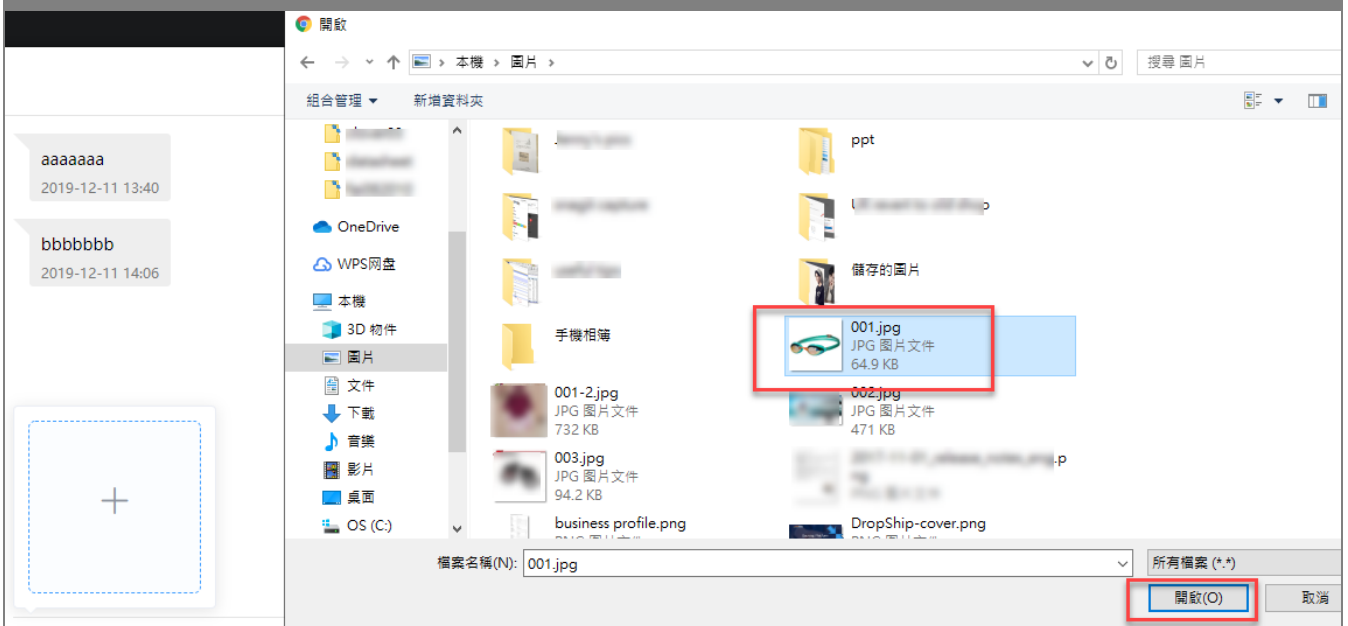 aaaaaaa
2019-12-11 13:40
bbbbbbb
2019-12-11 14:06
開啟
本機 › 圖片 ›
搜尋 圖片
組合管理
新增資料夾
OneDrive
WPS网盘
本機
3D 物件
圖片
文件
下載
音樂
影片
桌面
OS (C:)
ppt
儲存的圖片
手機相簿
001.jpg
JPG 图片文件
64.9 KB
001-2.jpg
JPG 图片文件
732 KB
002.jpg
JPG 图片文件
471 KB
003.jpg
JPG 图片文件
94.2 KB
business profile.png
DropShip-cover.png
檔案名稱(N): 001.jpg
所有檔案 (*.*)
開啟(O)
取消